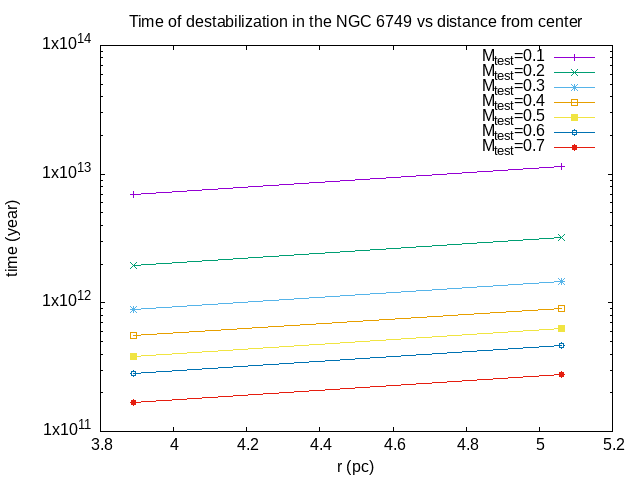 Time of destabilization in the NGC 6749 vs distance from center
1x10^14
1x10^13
1x10^12
1x10^11
time (year)
M_test=0.1
M_test=0.2
M_test=0.3
M_test=0.4
M_test=0.5
M_test=0.6
M_test=0.7
3.8 4 4.2 4.4 4.6 4.8 5 5.2
r (pc)